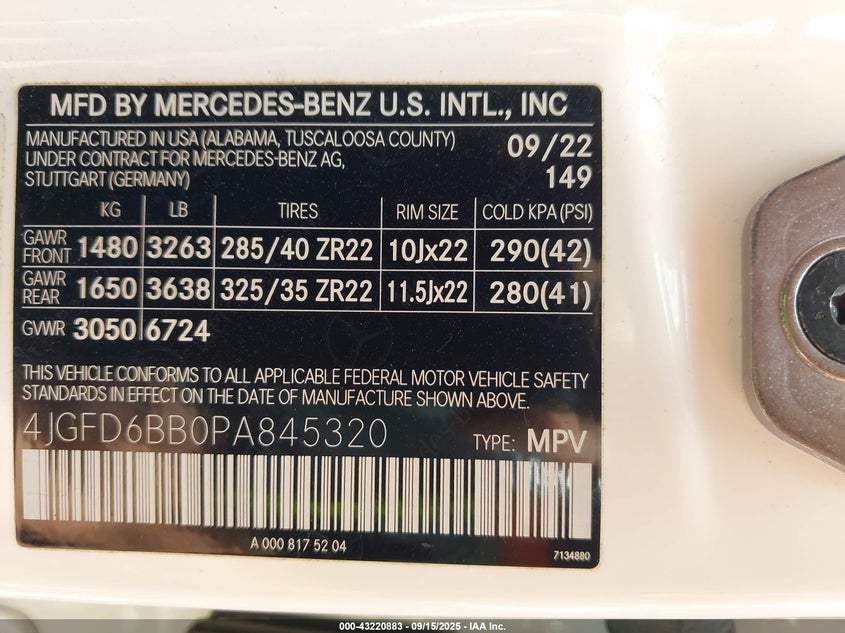 MFD BY MERCEDES-BENZ U.S. INTL., INC
MANUFACTURED IN USA (ALABAMA, TUSCALOOSA COUNTY) 09/22
UNDER CONTRACT FOR MERCEDES-BENZ AG,
STUTTGART (GERMANY) 149
KG LB TIRES RIM SIZE COLD KPA (PSI)
GAWR FRONT 1480 3263 285/40 ZR22 10Jx22 290(42)
GAWR REAR 1650 3638 325/35 ZR22 11.5Jx22 280(41)
GVWR 3050 6724
THIS VEHICLE CONFORMS TO ALL APPLICABLE FEDERAL MOTOR VEHICLE SAFETY
STANDARDS IN EFFECT ON THE DATE OF MANUFACTURE SHOWN ABOVE.
4JGFD6BB0PA845320 TYPE: MPV
A 000 817 52 04
7134880
000-43220883 - 09/15/2025 - IAA Inc.